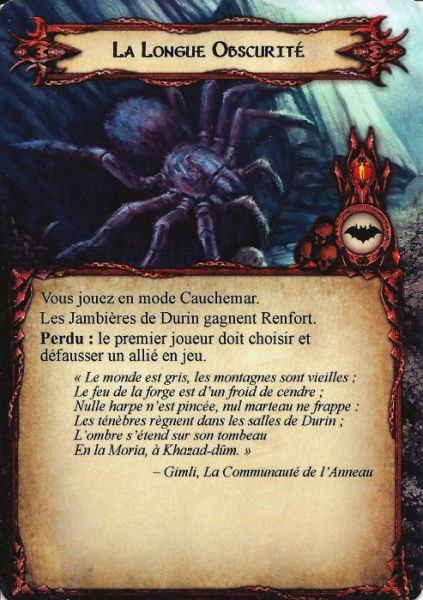 La Longue Obscurité
Vous jouez en mode Cauchemar.
Les Jambières de Durin gagnent Renfort.
Perdu : le premier joueur doit choisir et
défausser un allié en jeu.
« Le monde est gris, les montagnes sont vieilles ;
Le feu de la forge est d'un froid de cendre ;
Nulle harpe n'est pincée, nul marteau ne frappe :
Les ténèbres règnent dans les salles de Durin ;
L'ombre s'étend sur son tombeau
En la Moria, à Khazad-dûm. »
– Gimli, La Communauté de l'Anneau